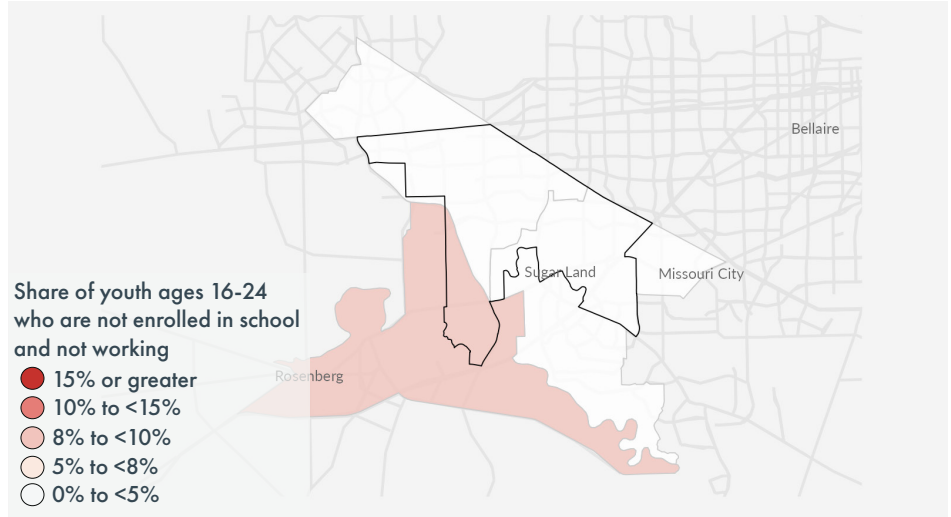 Bellaire
Sugar Land
Missouri City
Share of youth ages 16-24
who are not enrolled in school
and not working
Rosenberg
15% or greater
10% to <15%
8% to <10%
5% to <8%
0% to <5%